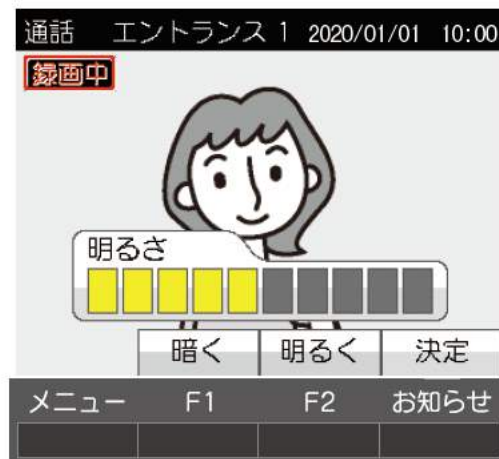 通話 エントランス 1 2020/01/01 10:00
録画中
明るさ
暗く 明るく 決定
メニュー F1 F2 お知らせ